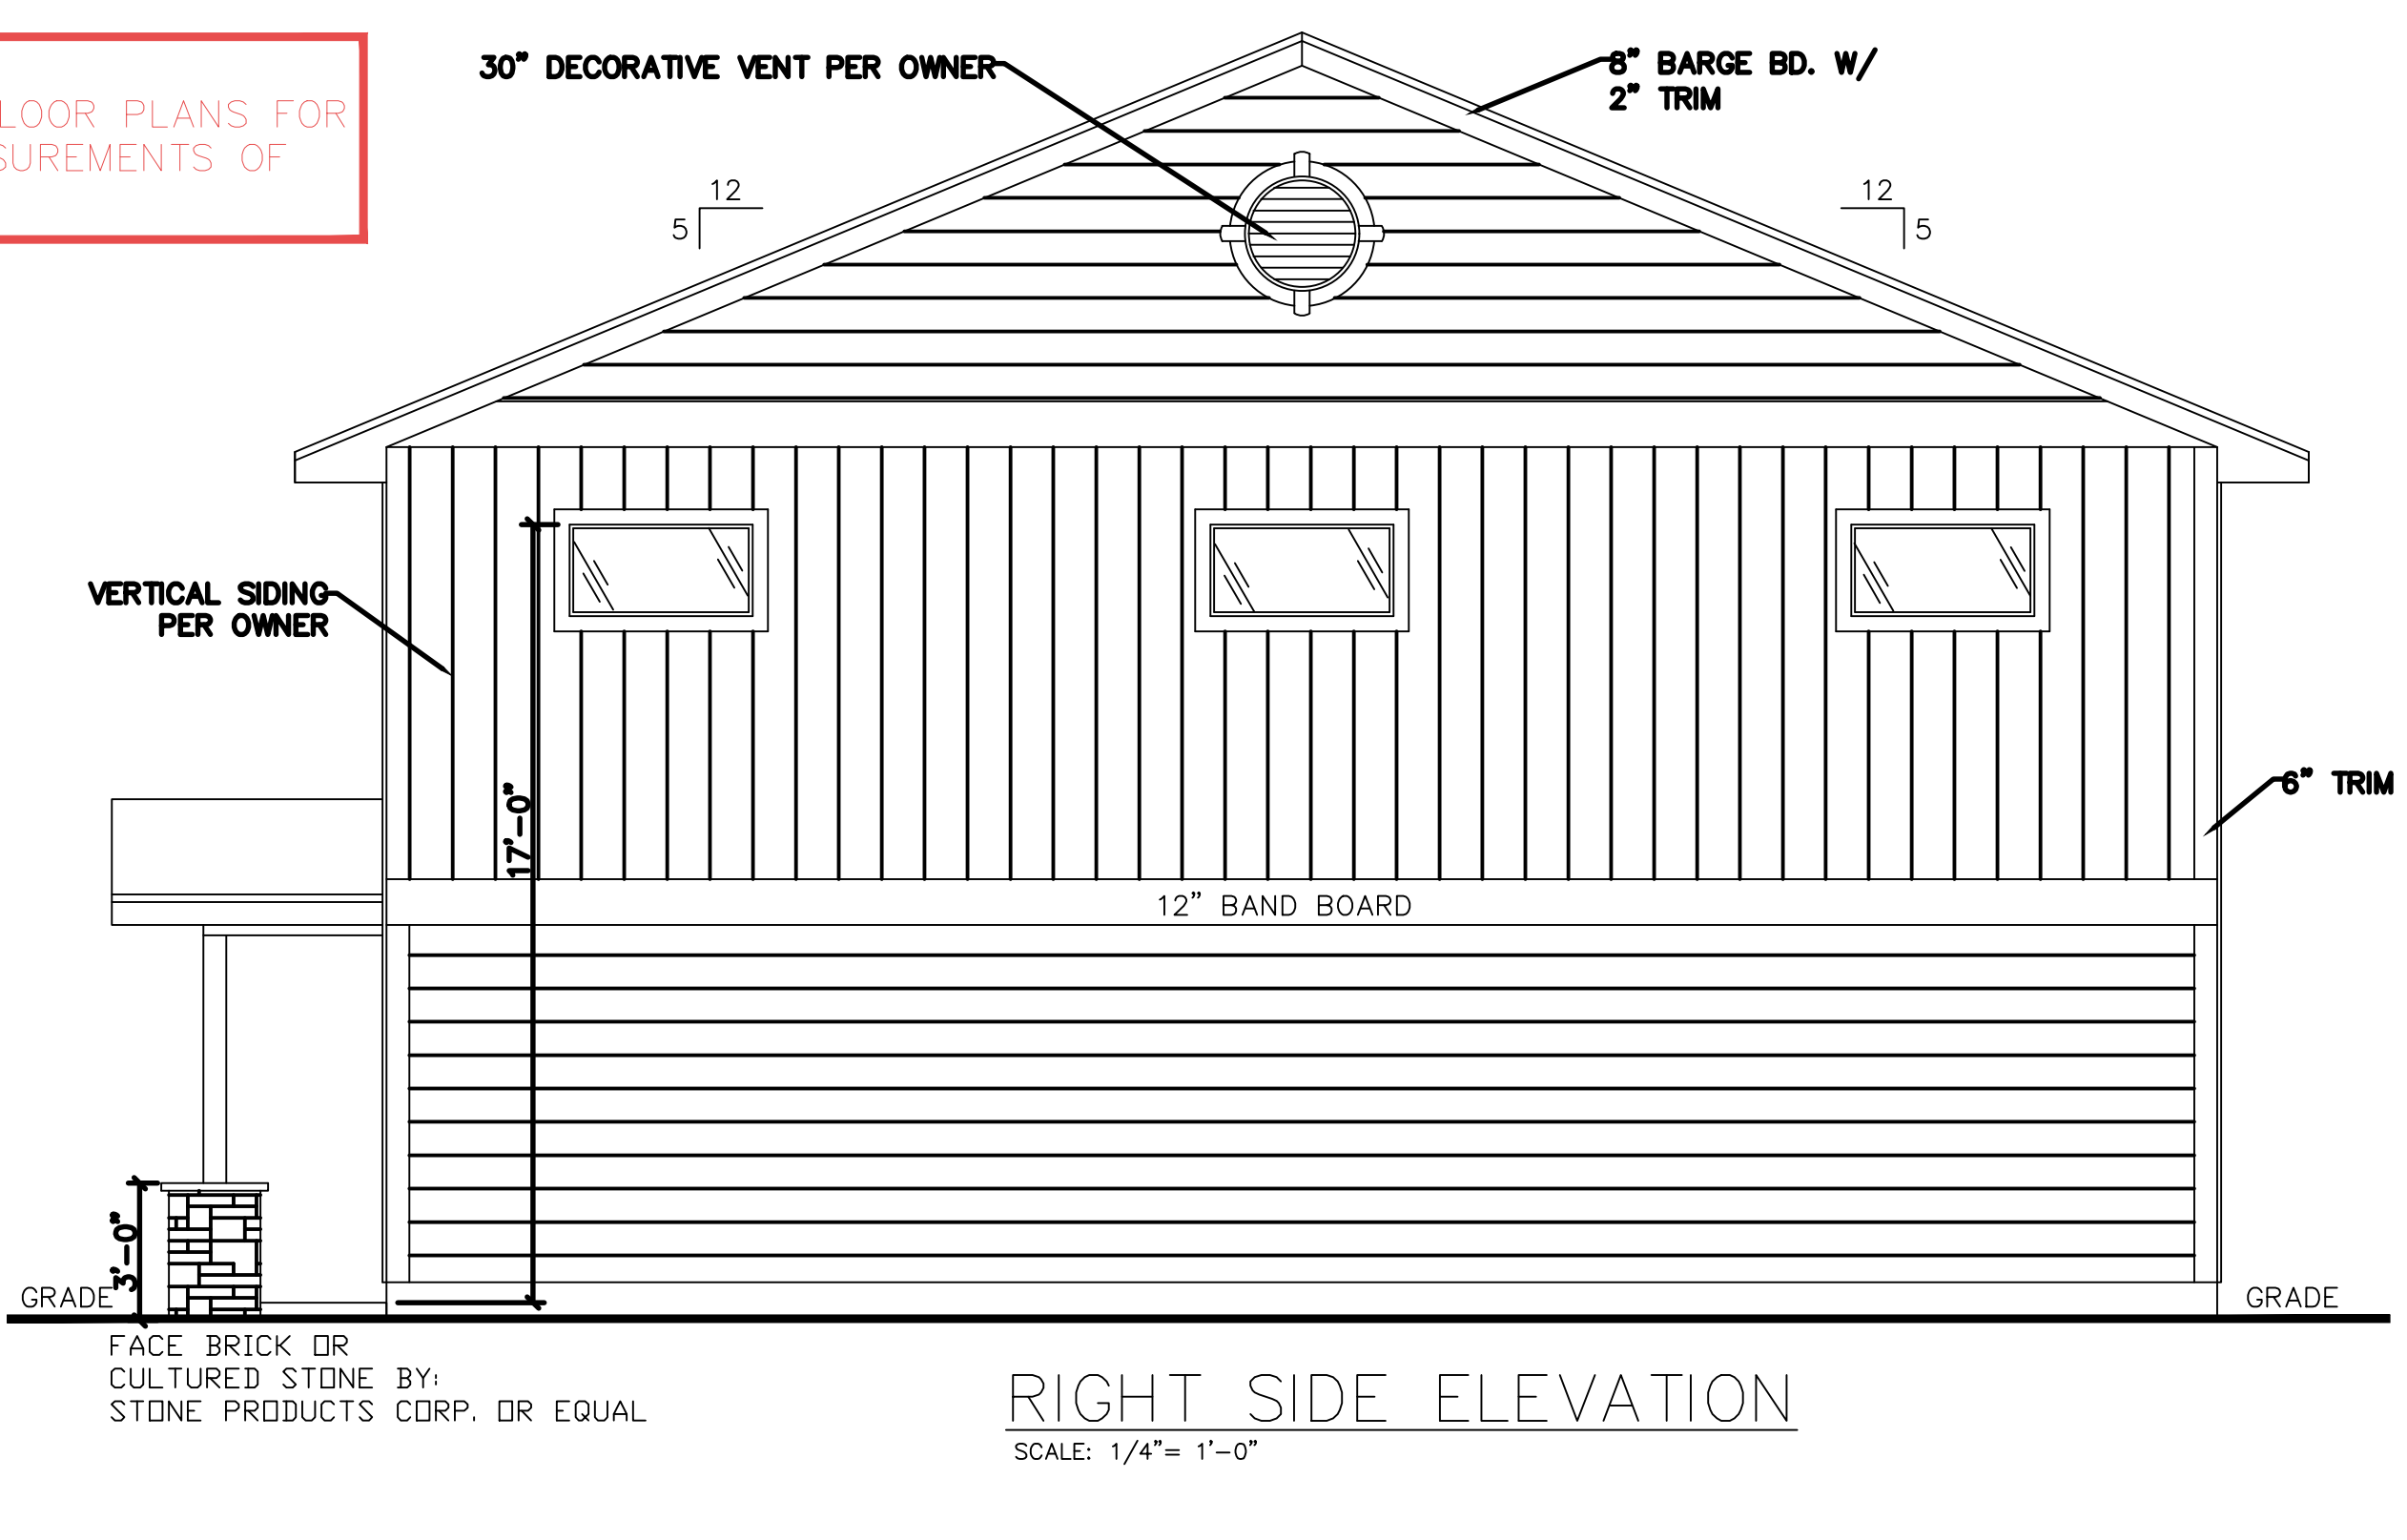 30" DECORATIVE VENT PER OWNER
8" BARGE BD. W/
2" TRIM
FLOOR PLANS FOR
SUREMENTS OF
12
5
12
5
VERTICAL SIDING
PER OWNER
17'-0"
6" TRIM
12" BAND BOARD
3'-0"
GRADE
GRADE
FACE BRICK OR
CULTURED STONE BY:
STONE PRODUCTS CORP. OR EQUAL
RIGHT SIDE ELEVATION
SCALE: 1/4"= 1'-0"